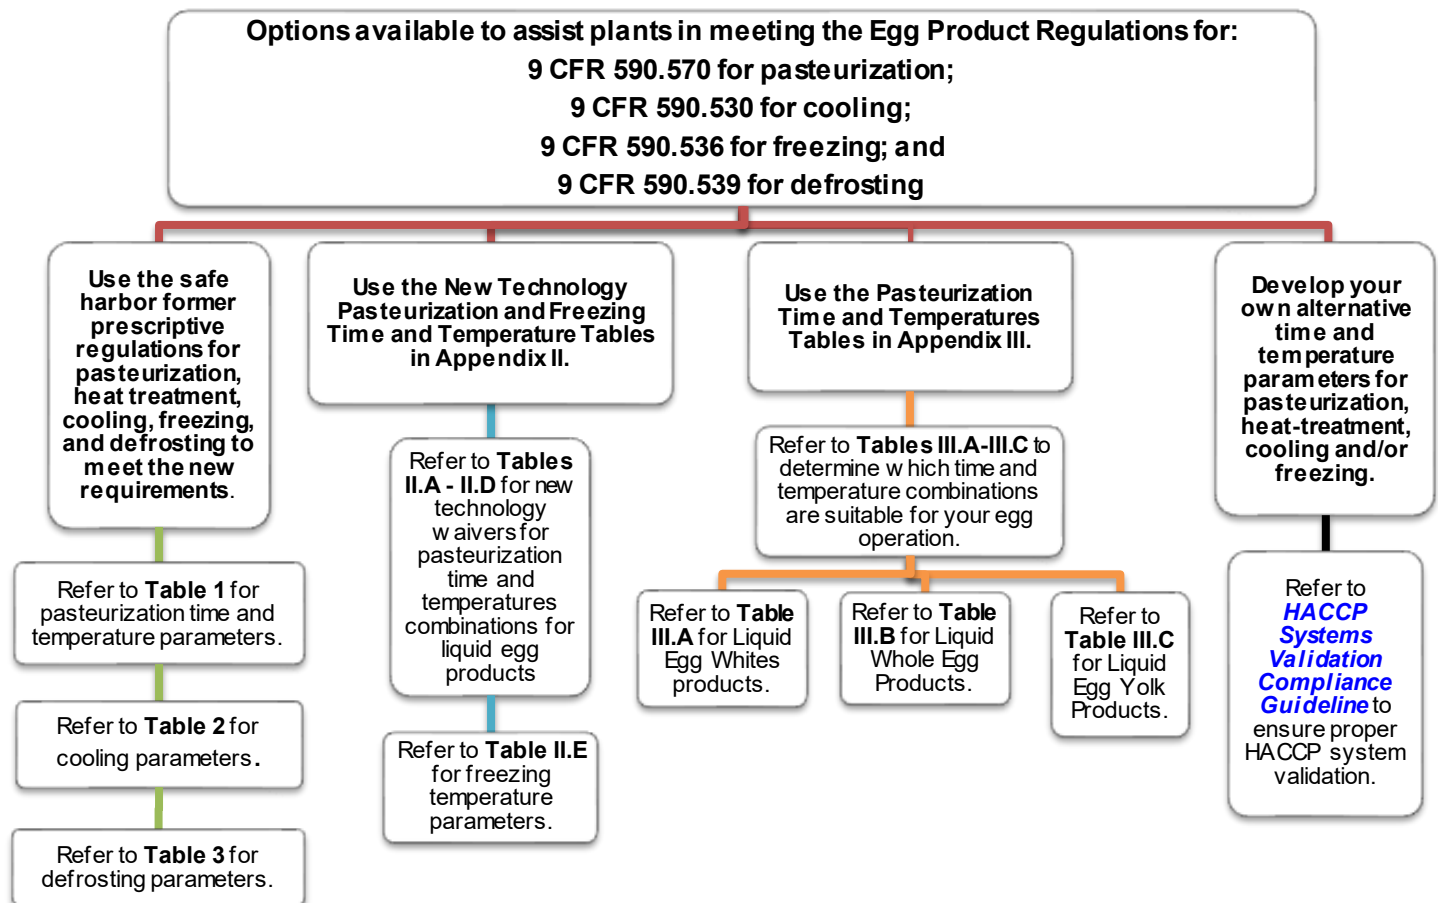 Options available to assist plants in meeting the Egg Product Regulations for:
9 CFR 590.570 for pasteurization;
9 CFR 590.530 for cooling;
9 CFR 590.536 for freezing; and
9 CFR 590.539 for defrosting
Use the safe
harbor former
prescriptive
regulations for
pasteurization,
heat treatment,
cooling, freezing,
and defrosting to
meet the new
requirements.
Refer to Table 1 for
pasteurization time and
temperature parameters.
Refer to Table 2 for
cooling parameters.
Refer to Table 3 for
defrosting parameters.
Use the New Technology
Pasteurization and Freezing
Time and Temperature Tables
in Appendix II.
Refer to Tables
II.A - II.D for new
technology
waivers for
pasteurization
time and
temperatures
combinations for
liquid egg
products
Refer to Table II.E
for freezing
temperature
parameters.
Use the Pasteurization
Time and Temperatures
Tables in Appendix III.
Refer to Tables III.A-III.C to
determine which time and
temperature combinations
are suitable for your egg
operation.
Refer to Table
III.A for Liquid
Egg Whites
products.
Refer to Table
III.B for Liquid
Whole Egg
Products.
Refer to
Table III.C
for Liquid
Egg Yolk
Products.
Develop your
own alternative
time and
temperature
parameters for
pasteurization,
heat-treatment,
cooling and/or
freezing.
Refer to
HACCP
Systems
Validation
Compliance
Guideline to
ensure proper
HACCP system
validation.